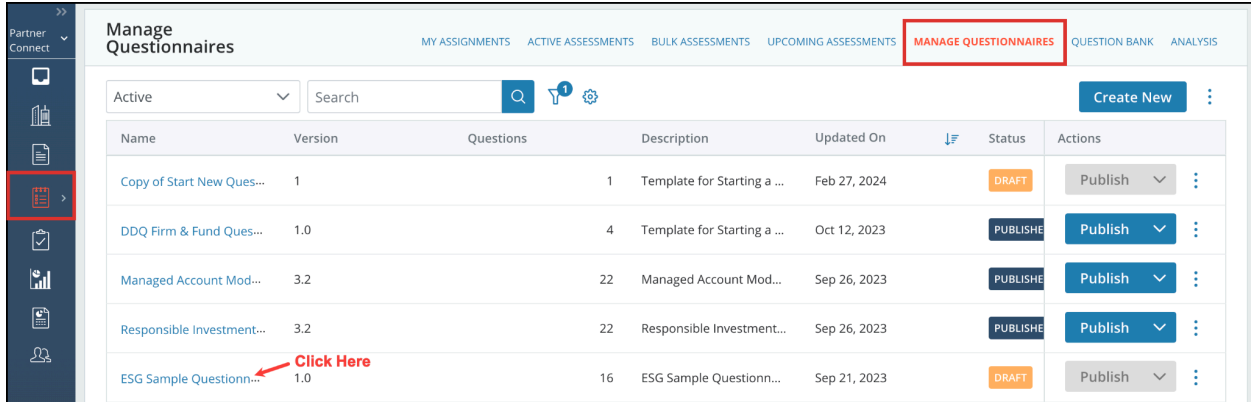 Partner
Connect
Manage
Questionnaires
MY ASSIGNMENTS ACTIVE ASSESSMENTS BULK ASSESSMENTS UPCOMING ASSESSMENTS MANAGE QUESTIONNAIRES QUESTION BANK ANALYSIS
Active Search 1 Create New
Name Version Questions Description Updated On Status Actions
Copy of Start New Ques... 1 1 Template for Starting a ... Feb 27, 2024 DRAFT Publish
DDQ Firm & Fund Ques... 1.0 4 Template for Starting a ... Oct 12, 2023 PUBLISHE Publish
Managed Account Mod... 3.2 22 Managed Account Mod... Sep 26, 2023 PUBLISHE Publish
Responsible Investment... 3.2 22 Responsible Investment... Sep 26, 2023 PUBLISHE Publish
Click Here
ESG Sample Questionn... 1.0 16 ESG Sample Questionn... Sep 21, 2023 DRAFT Publish